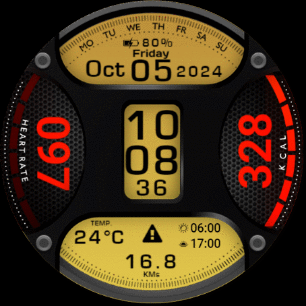 MO TU WE TH FR SA SU
80%
Friday
Oct 05 2024
HEART RATE
097
10
08
36
328
KCAL
TEMP.
24°C
06:00
17:00
16.8
KMs